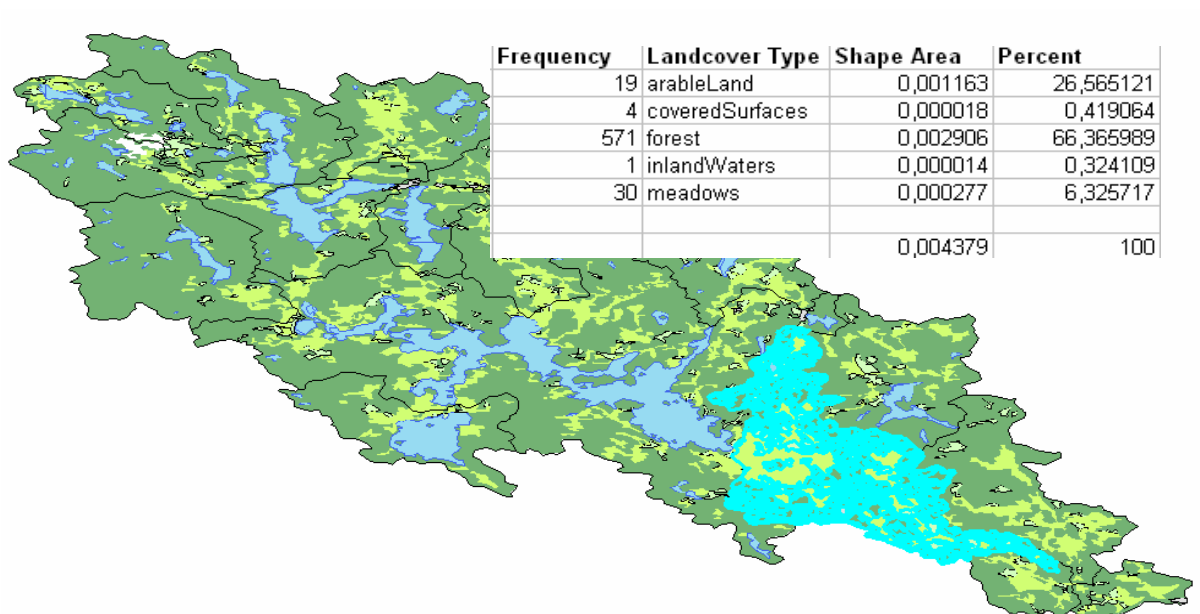 Frequency Landcover Type Shape Area Percent
19 arableLand 0,001163 26,565121
4 coveredSurfaces 0,000018 0,419064
571 forest 0,002906 66,365989
1 inlandWaters 0,000014 0,324109
30 meadows 0,000277 6,325717
0,004379 100